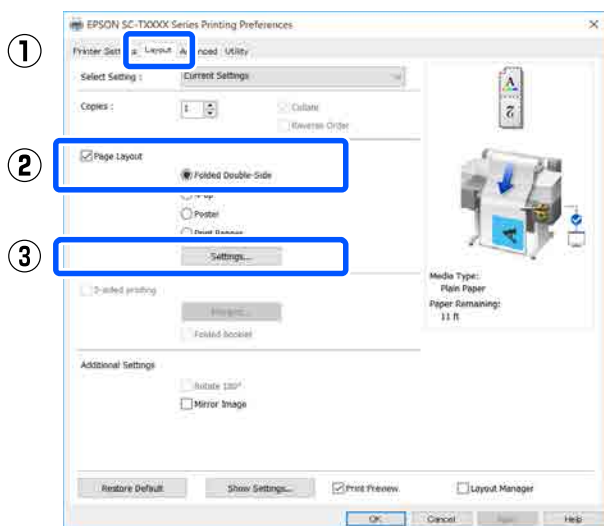 EPSON SC-TXXXX Series Printing Preferences
1
Layout Utility
Select Setting : Current Settings
Copies : 1 Collate
Reverse Order
2
Page Layout
Folded Double-Side
Poster
3
Settings...
Media Type:
Plain Paper
Paper Remaining:
11 ft
2-sided printing
Folded Booklet
Additional Settings
Rotate 180°
Mirror Image
Restore Default Show Settings... Print Preview Layout Manager
OK Cancel Help